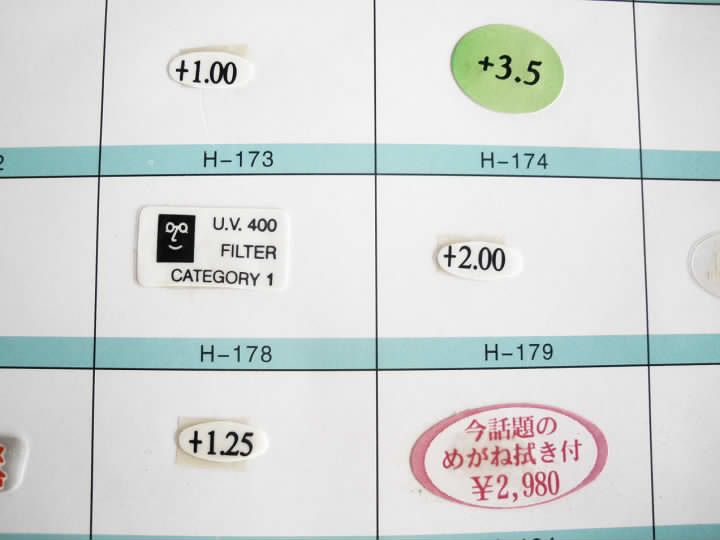 +1.00
+3.5
H-173
H-174
U.V. 400
FILTER
CATEGORY 1
+2.00
H-178
H-179
+1.25
今話題の
めがね拭き付
¥2,980